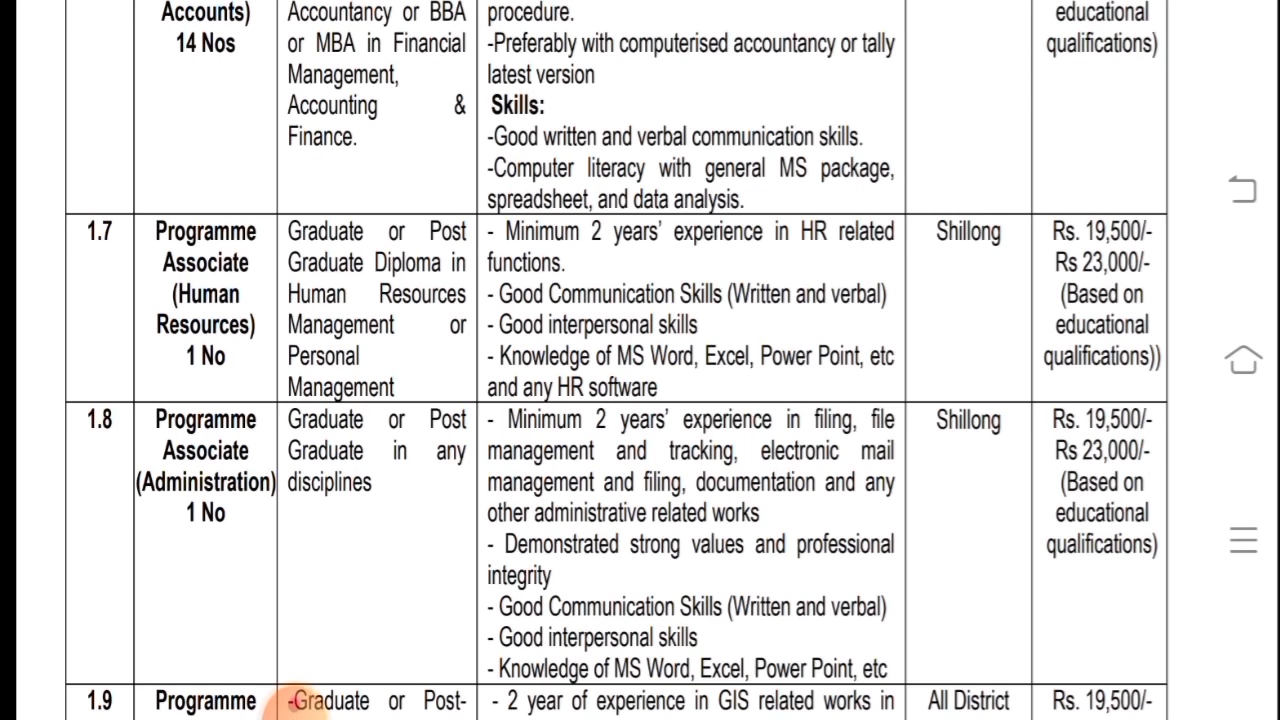 Accounts)
14 Nos
Accountancy or BBA
or MBA in Financial
Management,
Accounting &
Finance.
procedure.
-Preferably with computerised accountancy or tally
latest version
Skills:
-Good written and verbal communication skills.
-Computer literacy with general MS package,
spreadsheet, and data analysis.
educational
qualifications)
1.7
Programme
Associate
(Human
Resources)
1 No
Graduate or Post
Graduate Diploma in
Human Resources
Management or
Personal
Management
- Minimum 2 years’ experience in HR related
functions.
- Good Communication Skills (Written and verbal)
- Good interpersonal skills
- Knowledge of MS Word, Excel, Power Point, etc
and any HR software
Shillong
Rs. 19,500/-
Rs 23,000/-
(Based on
educational
qualifications))
1.8
Programme
Associate
(Administration)
1 No
Graduate or Post
Graduate in any
disciplines
- Minimum 2 years’ experience in filing, file
management and tracking, electronic mail
management and filing, documentation and any
other administrative related works
- Demonstrated strong values and professional
integrity
- Good Communication Skills (Written and verbal)
- Good interpersonal skills
- Knowledge of MS Word, Excel, Power Point, etc
Shillong
Rs. 19,500/-
Rs 23,000/-
(Based on
educational
qualifications)
1.9
Programme
-Graduate or Post-
- 2 year of experience in GIS related works in
All District
Rs. 19,500/-